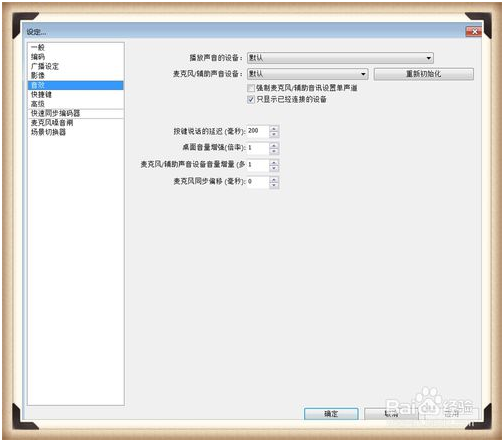 设定...
一般
编码
广播设定
影像
音效
快捷键
高级
快速同步编码器
麦克风噪音阀
场景切换器
播放声音的设备: 默认
麦克风/辅助声音设备: 默认 重新初始化
强制麦克风/辅助音讯设置单声道
只显示已经连接的设备
按键说话的延迟 (毫秒): 200
桌面音量增强(倍率): 1
麦克风/辅助声音设备音量增量 (多 1
麦克风同步偏移 (毫秒): 0
确定 取消 应用
Baidu 经验